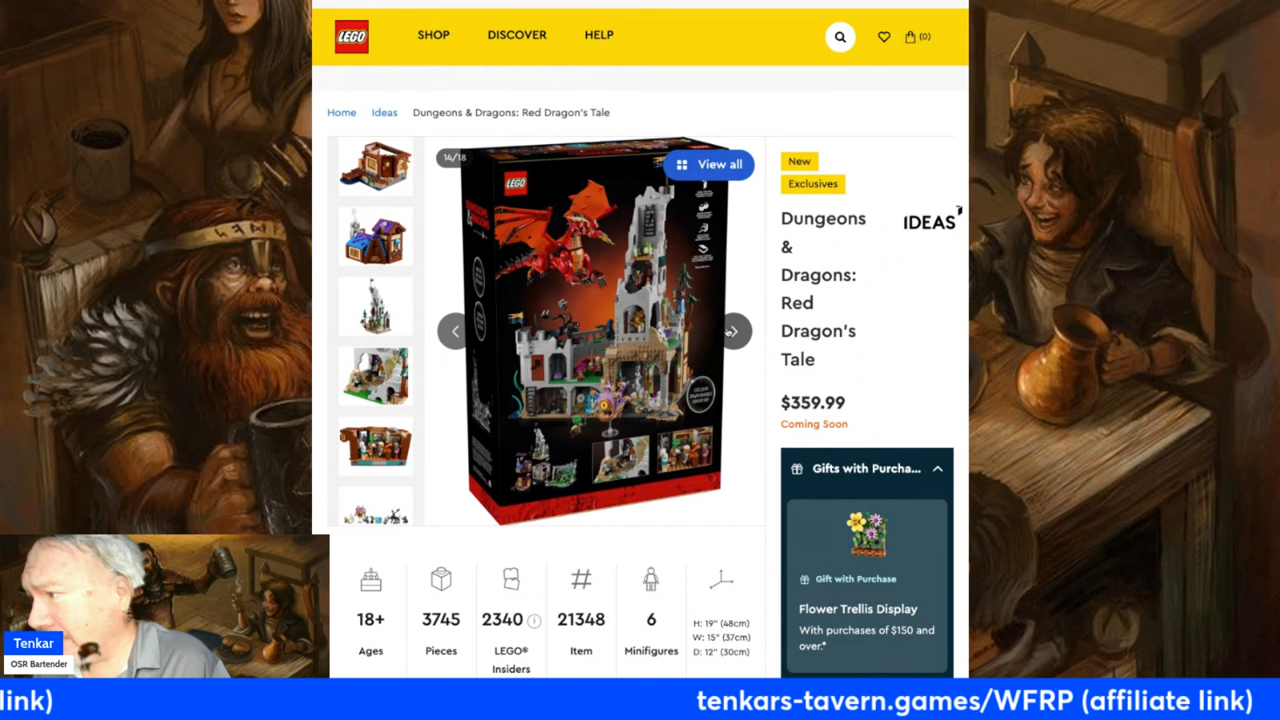 LEGO
SHOP
DISCOVER
HELP
(0)
Home
Ideas
Dungeons & Dragons: Red Dragon's Tale
14/18
View all
LEGO
New
Exclusives
Dungeons
&
Dragons:
Red
Dragon's
Tale
IDEAS
$359.99
Coming Soon
Gifts with Purcha...
Gift with Purchase
Flower Trellis Display
With purchases of $150 and
over.*
18+
Ages
3745
Pieces
2340
LEGO®
Insiders
#
21348
Item
6
Minifigures
H: 19" (48cm)
W: 15" (37cm)
D: 12" (30cm)
Tenkar
OSR Bartender
link)
tenkars-tavern.games/WFRP (affiliate link)